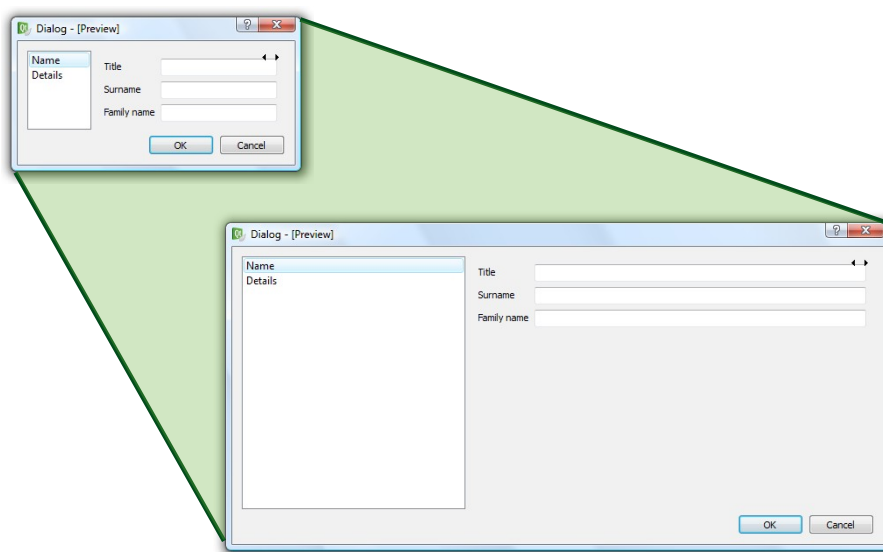 Dialog - [Preview]
Name
Details
Title
Surname
Family name
OK Cancel
Dialog - [Preview]
Name
Details
Title
Surname
Family name
OK Cancel